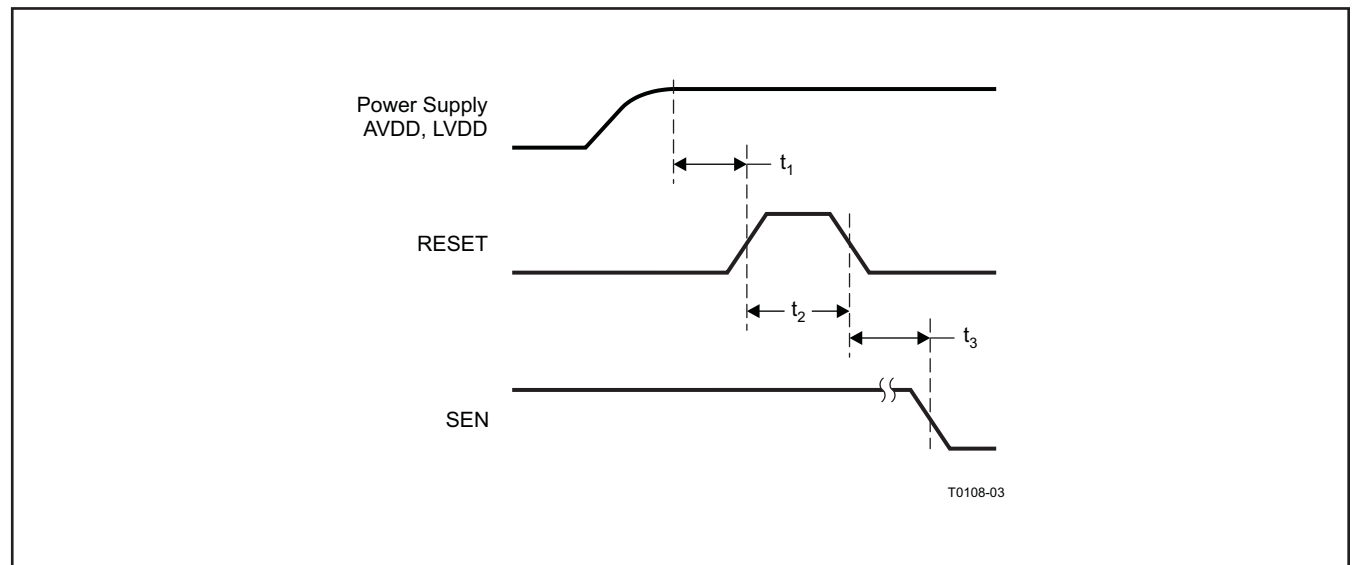 Power Supply
AVDD, LVDD
t1
RESET
t2
t3
SEN
T0108-03